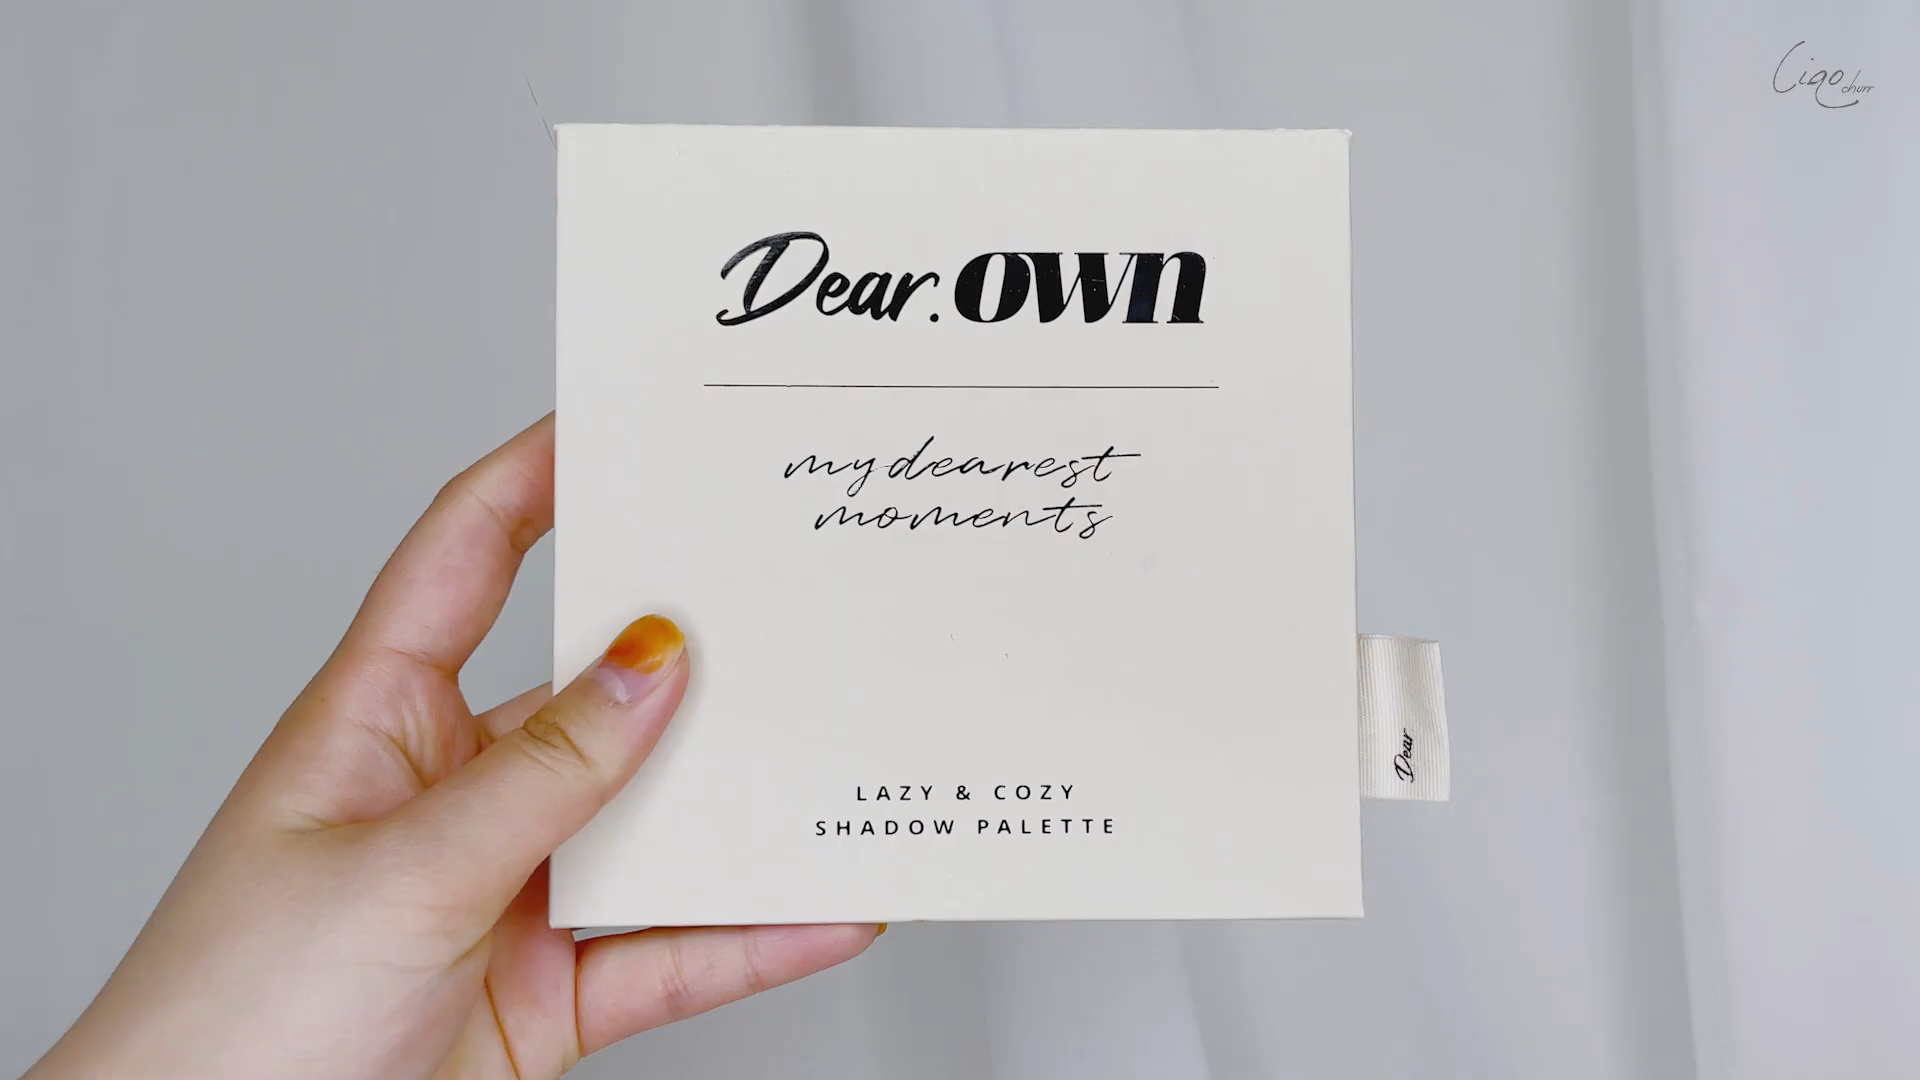 Ciao churr
Dear. own
my dearest
moments
LAZY & COZY
SHADOW PALETTE
Dear